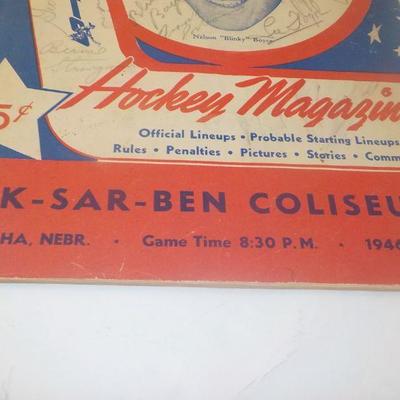 Nelson "Blinky" Boyce
5¢
Hockey Magazin
Official Lineups • Probable Starting Lineups
Rules • Penalties • Pictures • Stories • Comm
K-SAR-BEN COLISEU
HA, NEBR. • Game Time 8:30 P.M. • 1946